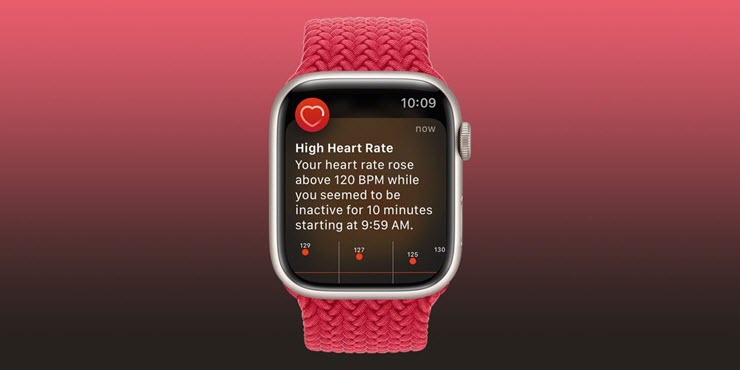 10:09
now
High Heart Rate
Your heart rate rose
above 120 BPM while
you seemed to be
inactive for 10 minutes
starting at 9:59 AM.
129 127 125 130